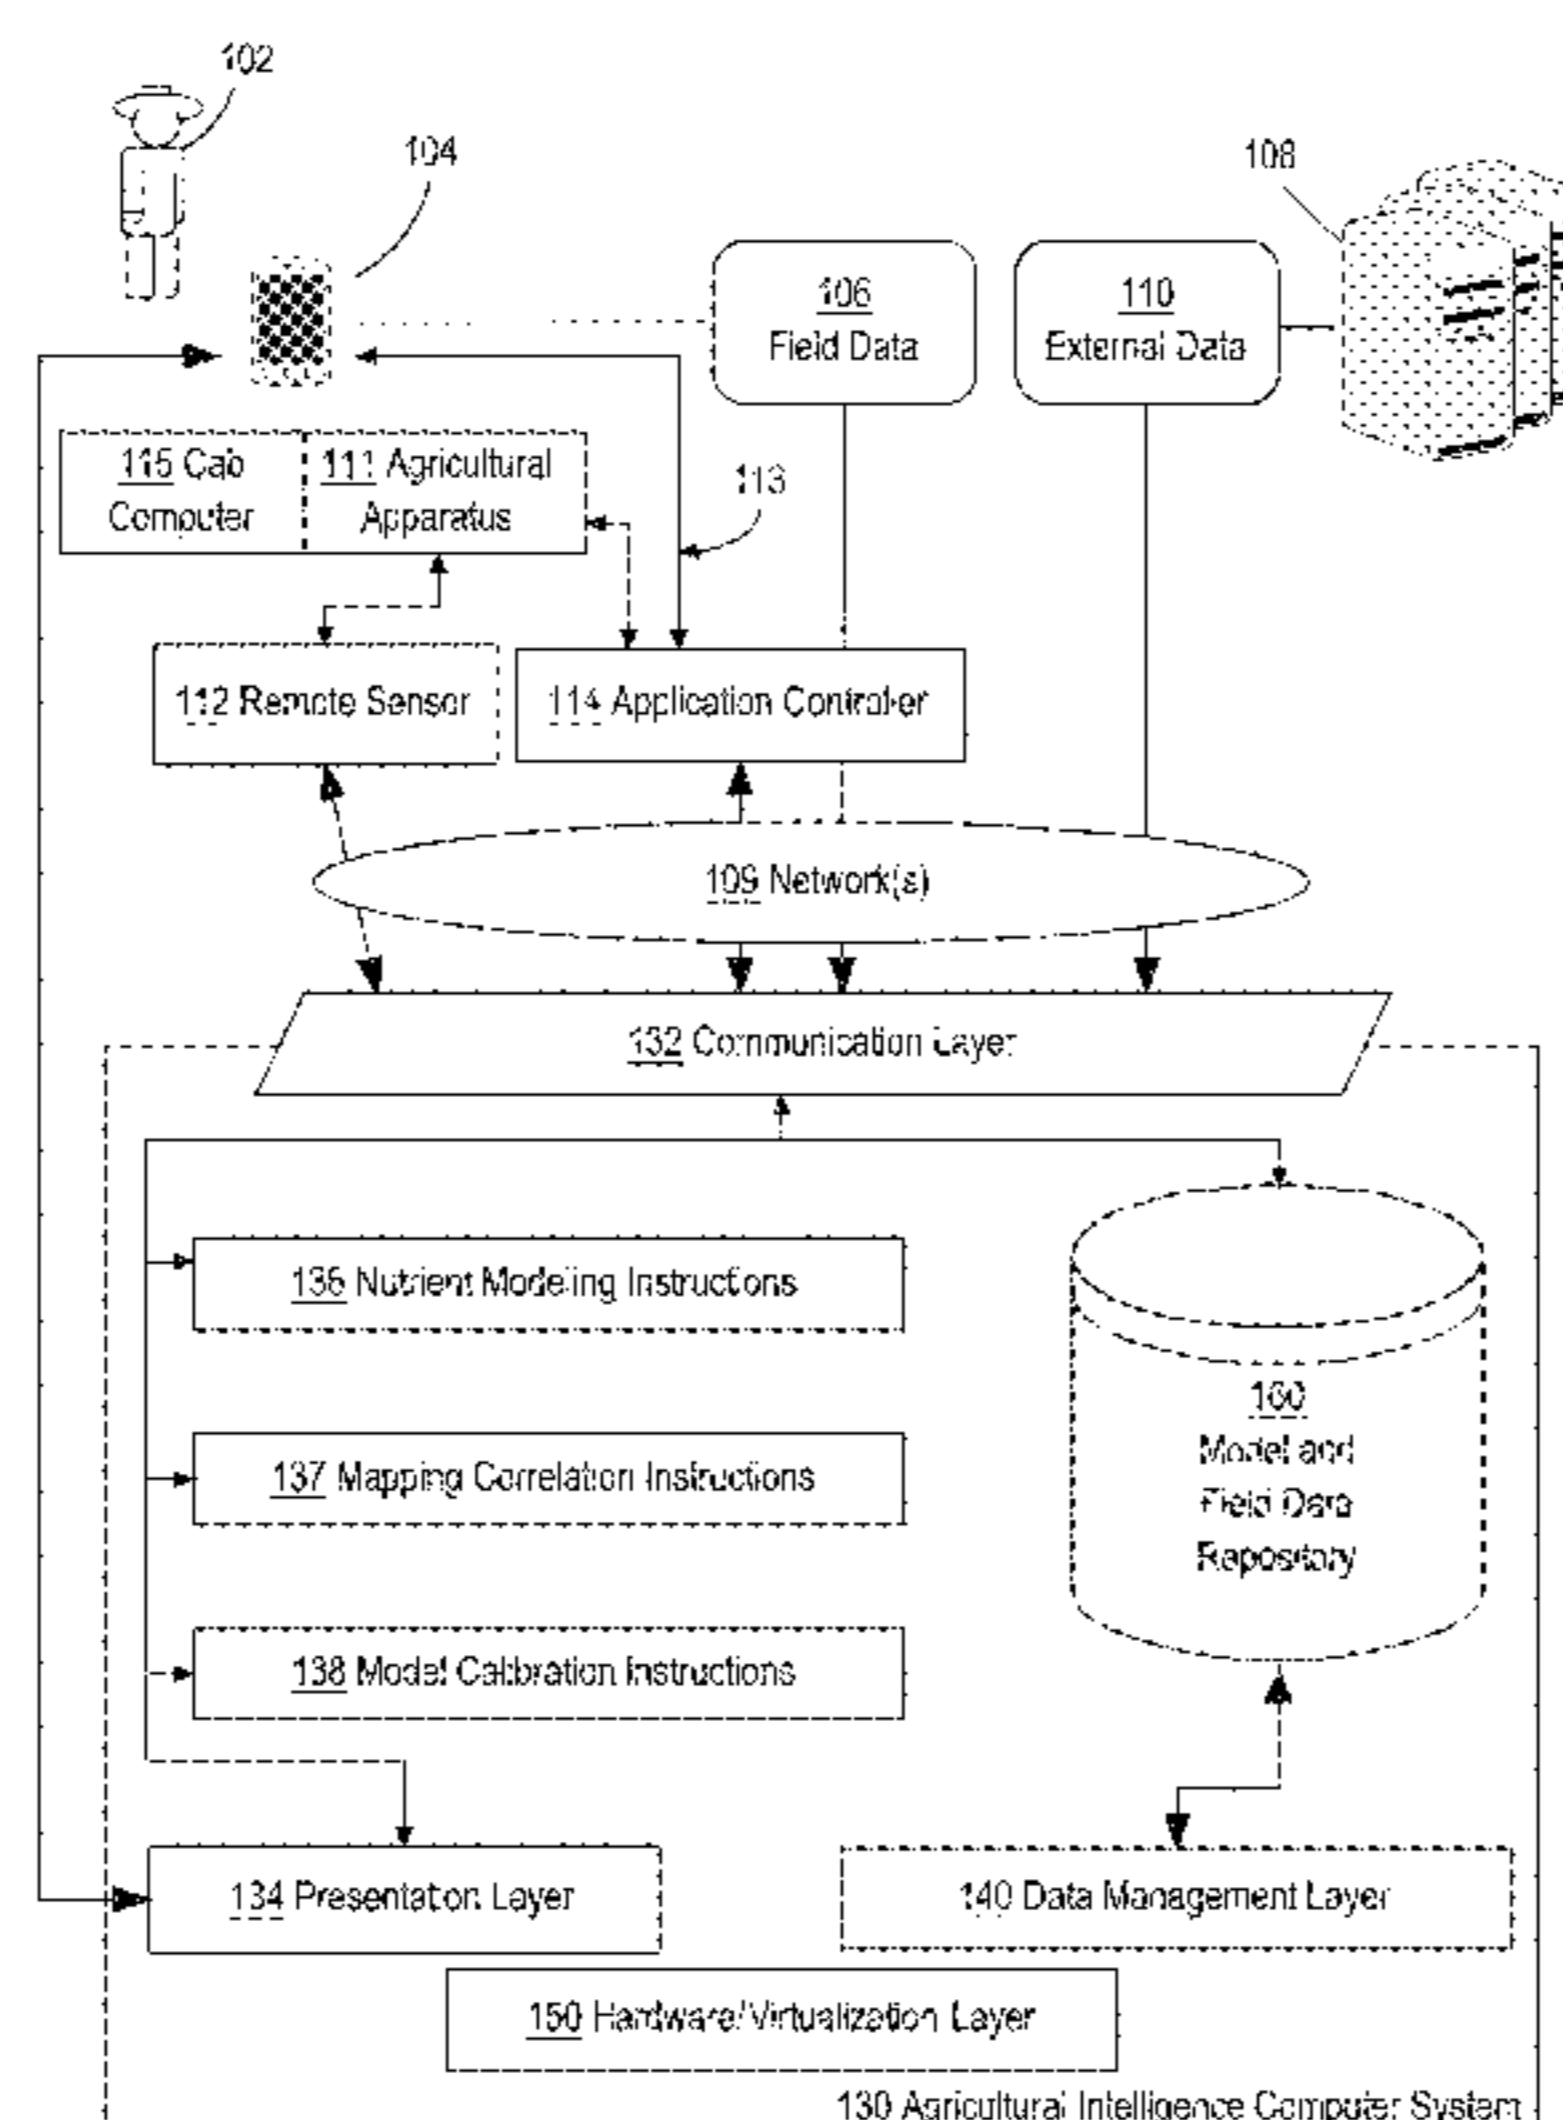 102
104
108
106
Field Data
110
External Data
115 Cab
Computer
111 Agricultural
Apparatus
113
112 Remote Sensor
114 Application Controller
109 Network(s)
132 Communication Layer
136 Nutrient Modeling Instructions
160
Model and
Field Data
Repository
137 Mapping Correlation Instructions
138 Model Calibration Instructions
134 Presentation Layer
140 Data Management Layer
150 Hardware/Virtualization Layer
130 Agricultural Intelligence Computer System